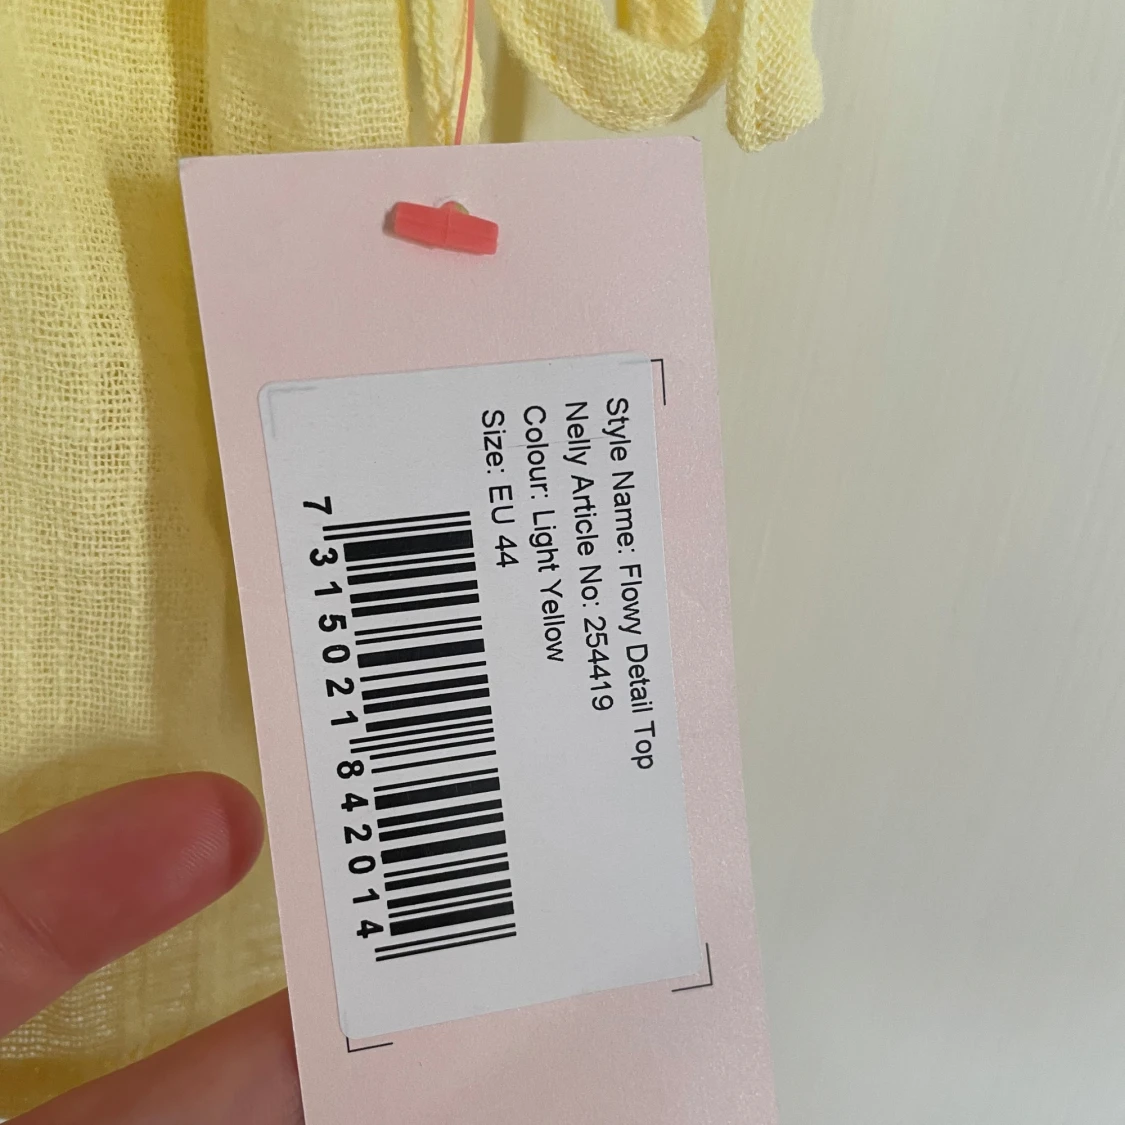 Style Name: Flowy Detail Top
Nelly Article No: 254419
Colour: Light Yellow
Size: EU 44
7 315021 842014